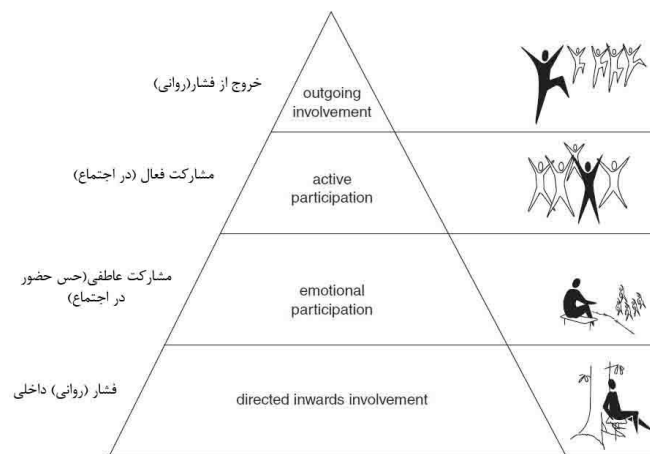 خروج از فشار(روانی)
outgoing
involvement
مشارکت فعال (در اجتماع)
active
participation
مشارکت عاطفی(حس حضور
در اجتماع)
emotional
participation
فشار (روانی) داخلی
directed inwards involvement